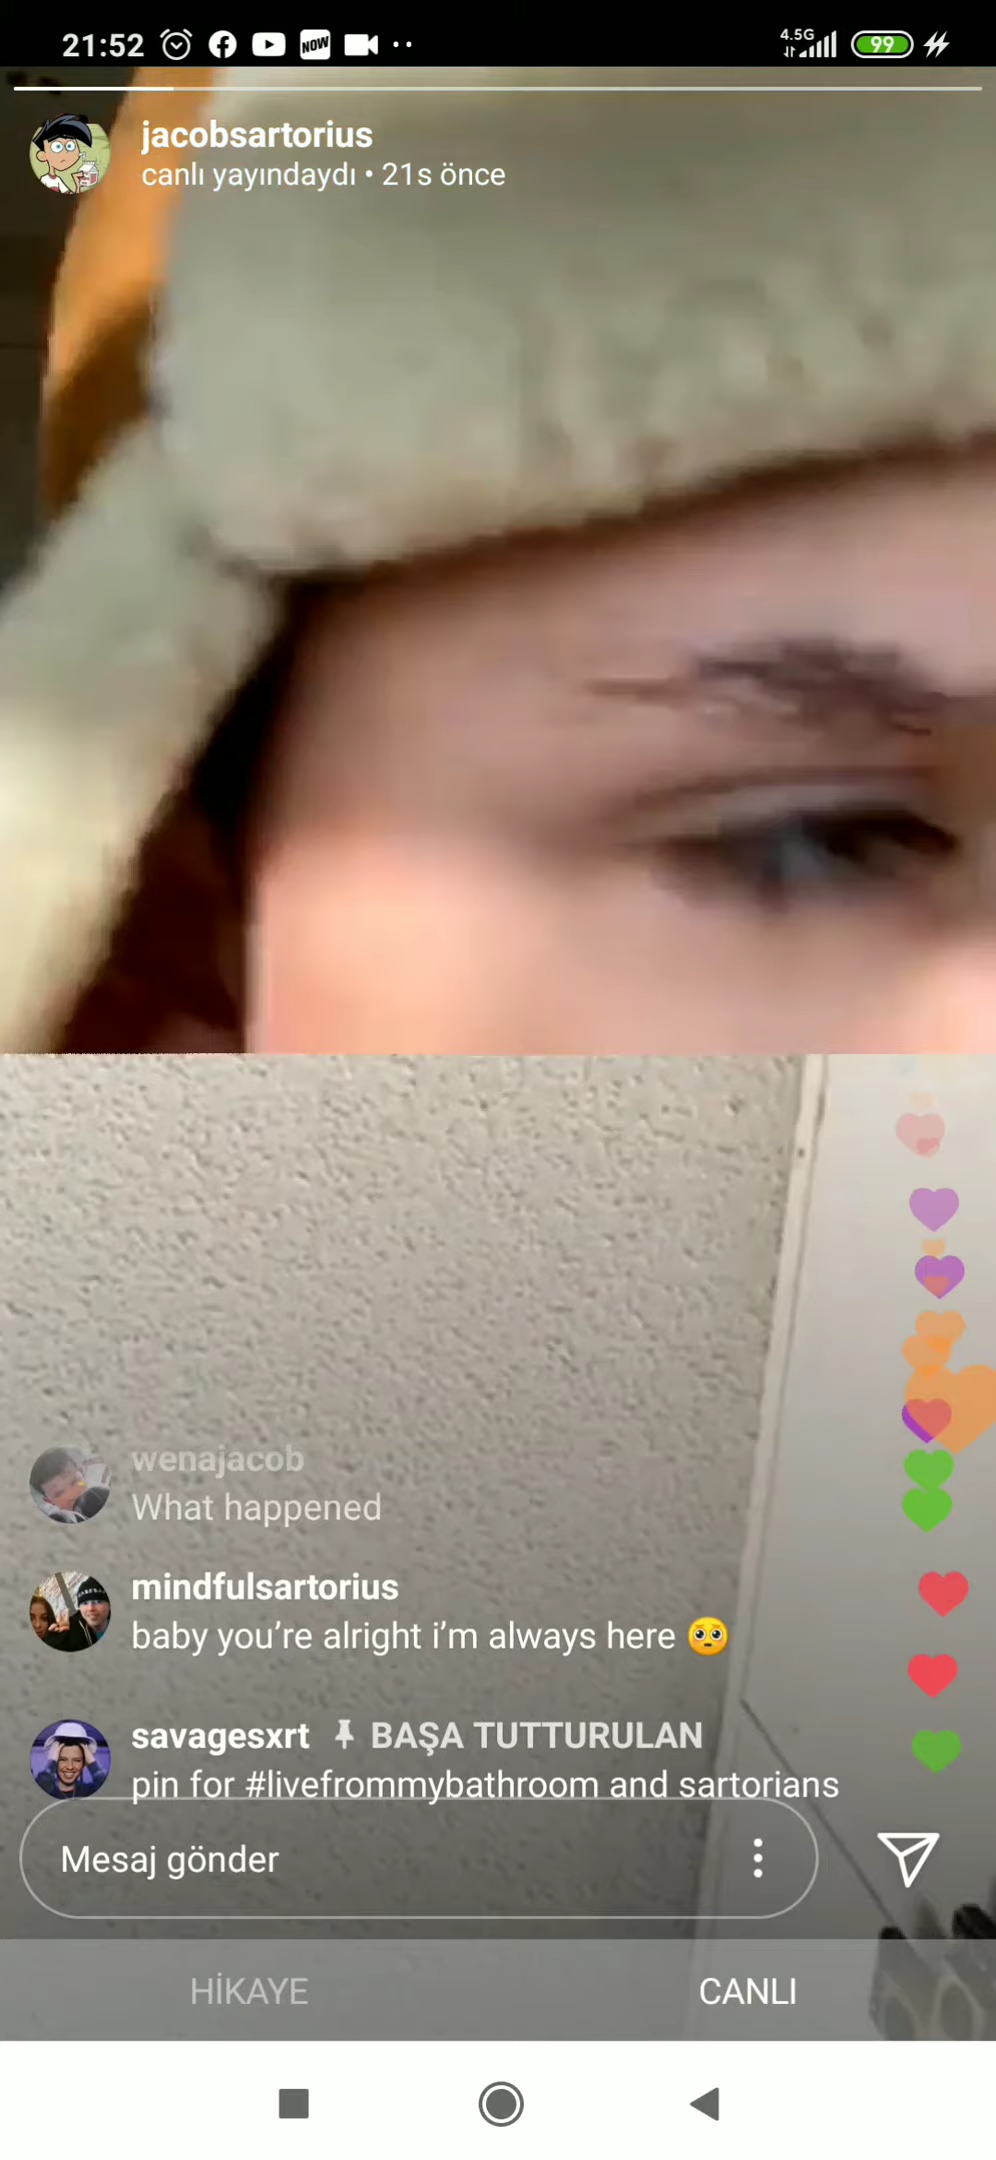 21:52 NOW 4.5G 99
jacobsartorius
canlı yayındaydı • 21s önce
wenajacob
What happened
mindfulsartorius
baby you’re alright i’m always here 🥺
savagesxrt BAŞA TUTTURULAN
pin for #livefrommybathroom and sartorians
Mesaj gönder
HİKAYE CANLI